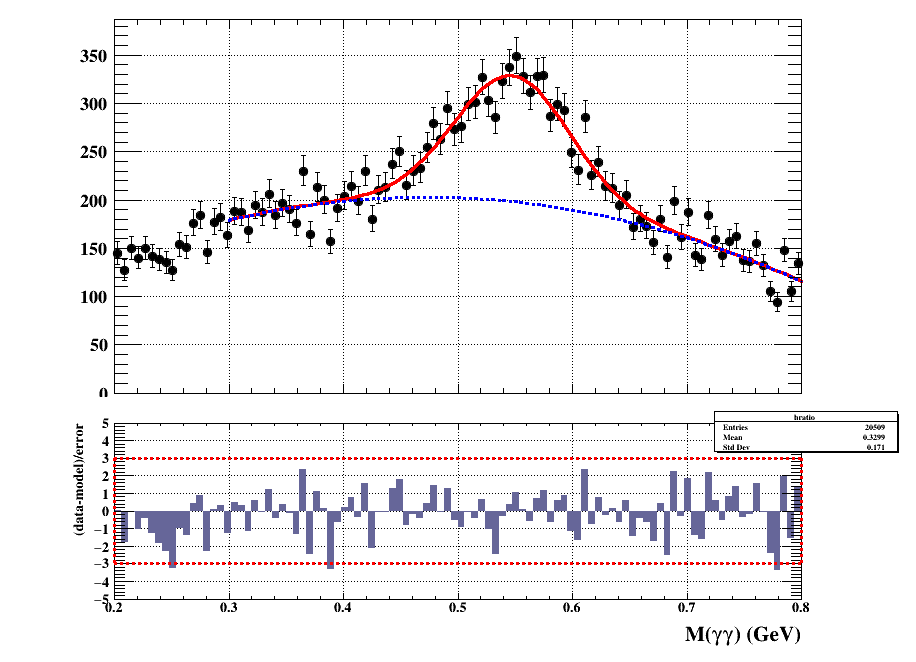 350
300
250
200
150
100
50
0
hratio
Entries 20509
Mean 0.3299
Std Dev 0.171
(data-model)/error
5
4
3
2
1
0
−1
−2
−3
−4
−5
0.2 0.3 0.4 0.5 0.6 0.7 0.8
M(γγ) (GeV)